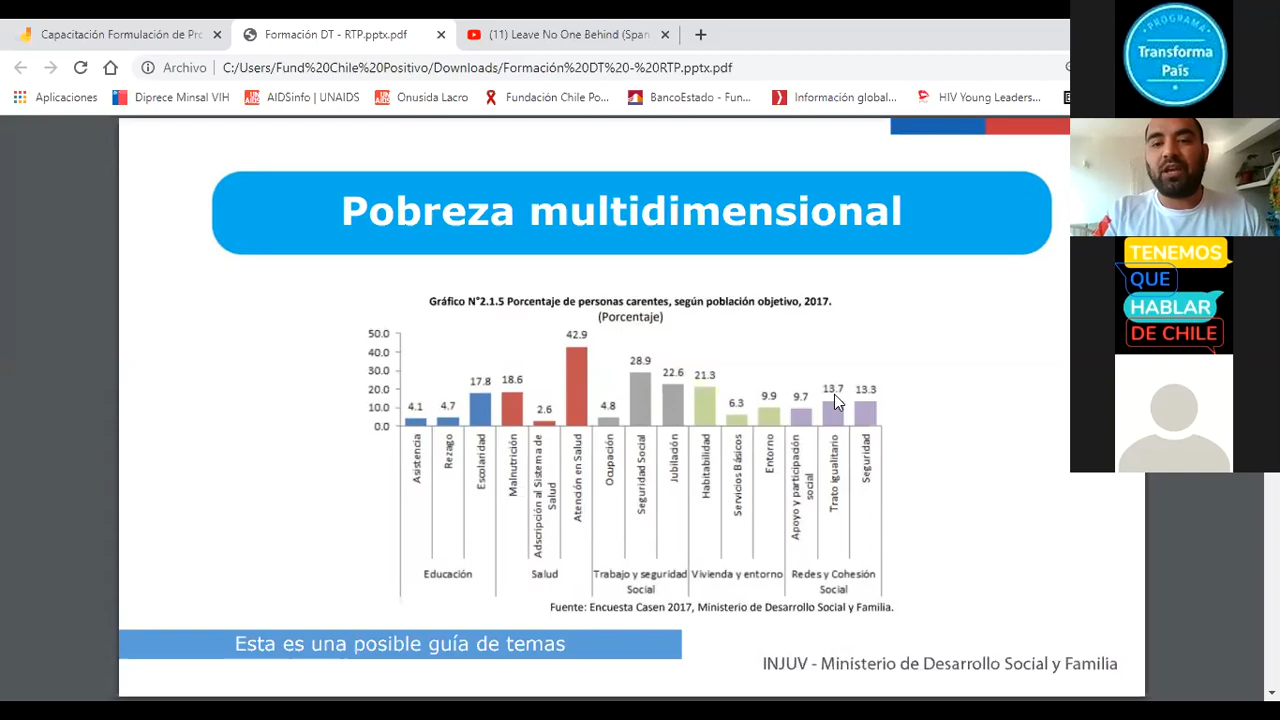 Capacitación Formulación de Pr
Formación DT - RTP.pptx.pdf
(11) Leave No One Behind (Span
Archivo
C:/Users/Fund%20Chile%20Positivo/Downloads/Formación%20DT%20-%20RTP.pptx.pdf
Aplicaciones
Diprece Minsal VIH
AIDSinfo | UNAIDS
Onusida Lacro
Fundación Chile Po...
BancoEstado - Fun...
Información global...
HIV Young Leaders...
PROGRAMA
Transforma
País
TENEMOS
QUE
HABLAR
DE CHILE
Pobreza multidimensional
Gráfico N°2.1.5 Porcentaje de personas carentes, según población objetivo, 2017.
(Porcentaje)
50.0
40.0
30.0
20.0
10.0
0.0
4.1
4.7
17.8
18.6
2.6
42.9
4.8
28.9
22.6
21.3
6.3
9.9
9.7
13.7
13.3
Asistencia
Rezago
Escolaridad
Malnutrición
Adscripción al Sistema de
Salud
Atención en Salud
Ocupación
Seguridad Social
Jubilación
Habitabilidad
Servicios Básicos
Entorno
Apoyo y participación
social
Trato igualitario
Seguridad
Educación
Salud
Trabajo y seguridad
Social
Vivienda y entorno
Redes y Cohesión
Social
Fuente: Encuesta Casen 2017, Ministerio de Desarrollo Social y Familia.
Esta es una posible guía de temas
INJUV - Ministerio de Desarrollo Social y Familia